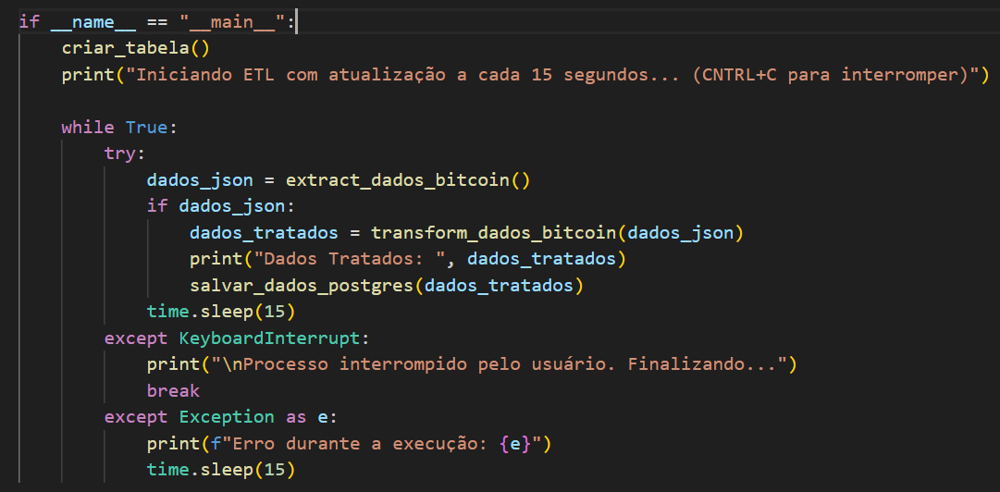 if __name__ == "__main__":
    criar_tabela()
    print("Iniciando ETL com atualização a cada 15 segundos... (CNTRL+C para interromper)")

    while True:
        try:
            dados_json = extract_dados_bitcoin()
            if dados_json:
                dados_tratados = transform_dados_bitcoin(dados_json)
                print("Dados Tratados: ", dados_tratados)
                salvar_dados_postgres(dados_tratados)
            time.sleep(15)
        except KeyboardInterrupt:
            print("\nProcesso interrompido pelo usuário. Finalizando...")
            break
        except Exception as e:
            print(f"Erro durante a execução: {e}")
            time.sleep(15)